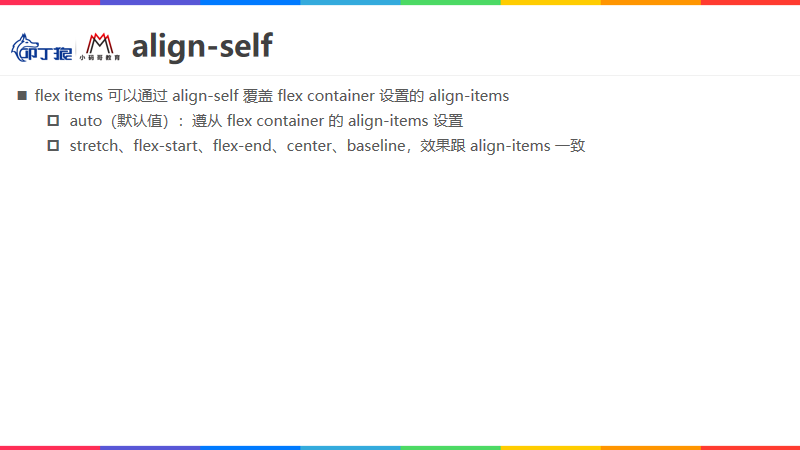 叩丁狼
小码哥教育
align-self
flex items 可以通过 align-self 覆盖 flex container 设置的 align-items
auto（默认值）：遵从 flex container 的 align-items 设置
stretch、flex-start、flex-end、center、baseline，效果跟 align-items 一致